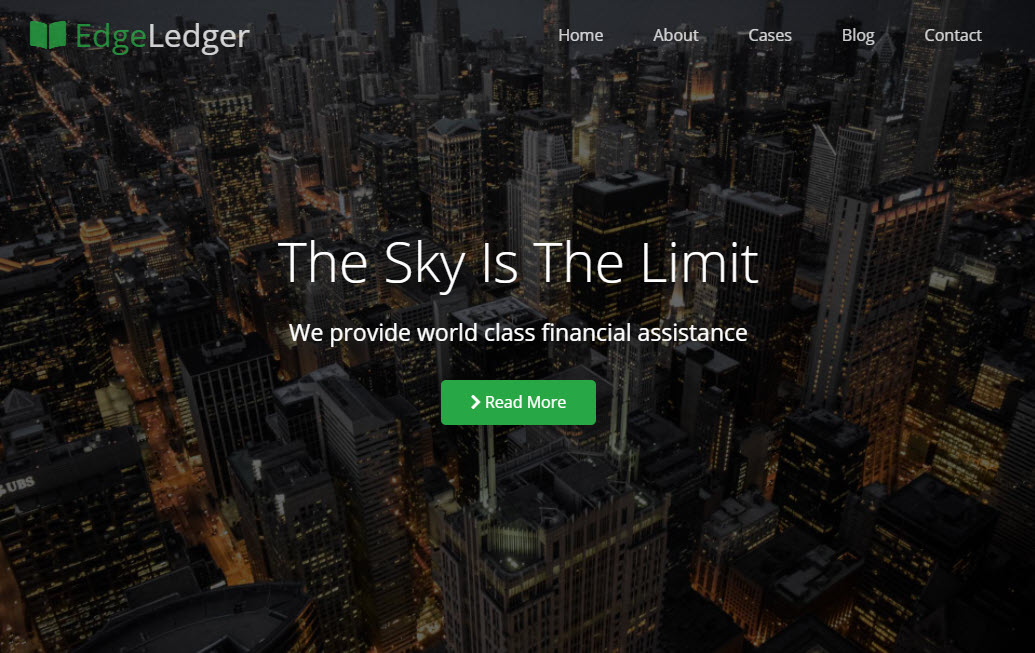 EdgeLedger
Home About Cases Blog Contact
The Sky Is The Limit
We provide world class financial assistance
Read More
UBS